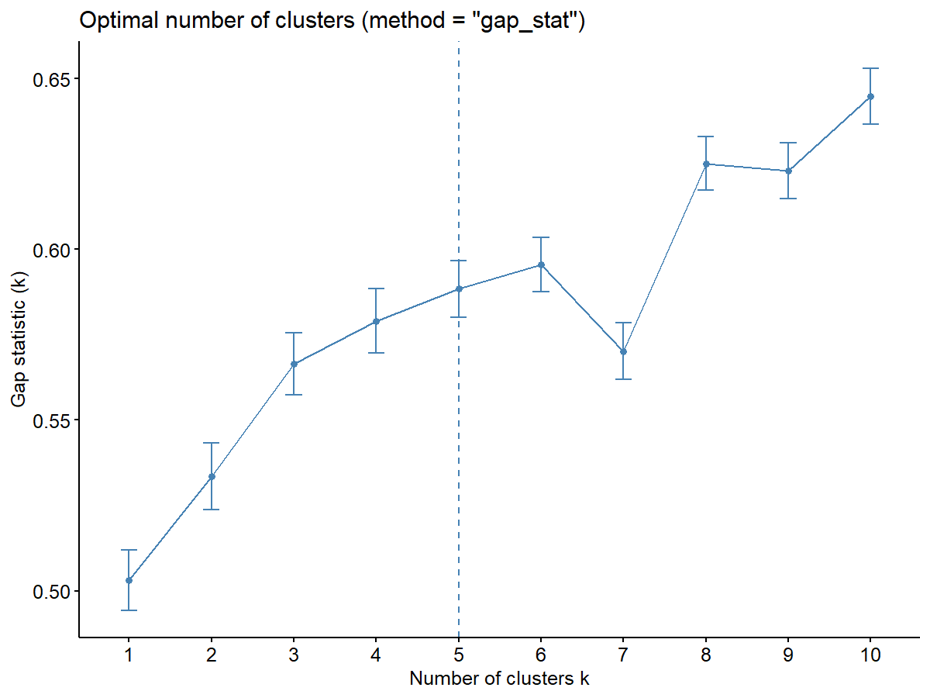 Optimal number of clusters (method = "gap_stat")
0.65
0.60
0.55
0.50
Gap statistic (k)
1 2 3 4 5 6 7 8 9 10
Number of clusters k